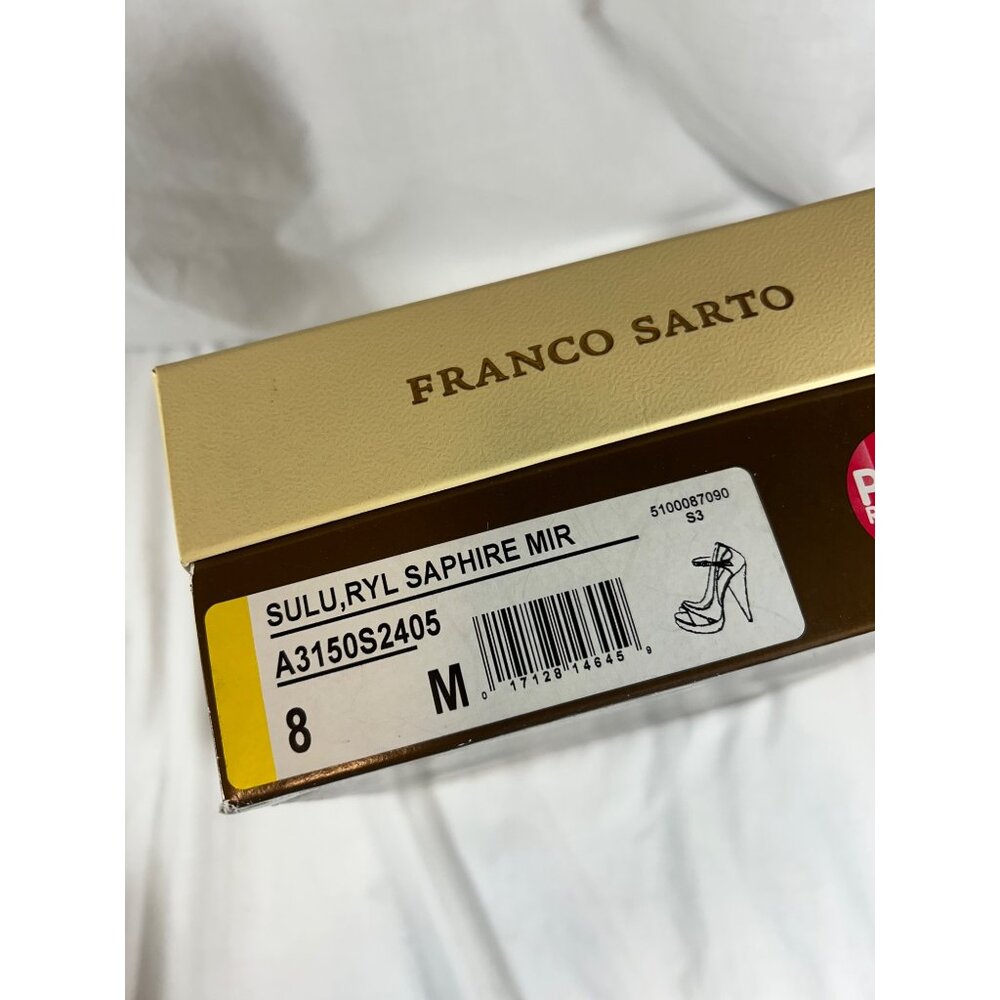 FRANCO SARTO
SULU,RYL SAPHIRE MIR
5100087090
S3
A3150S2405
8
M
0 17128 14645 9